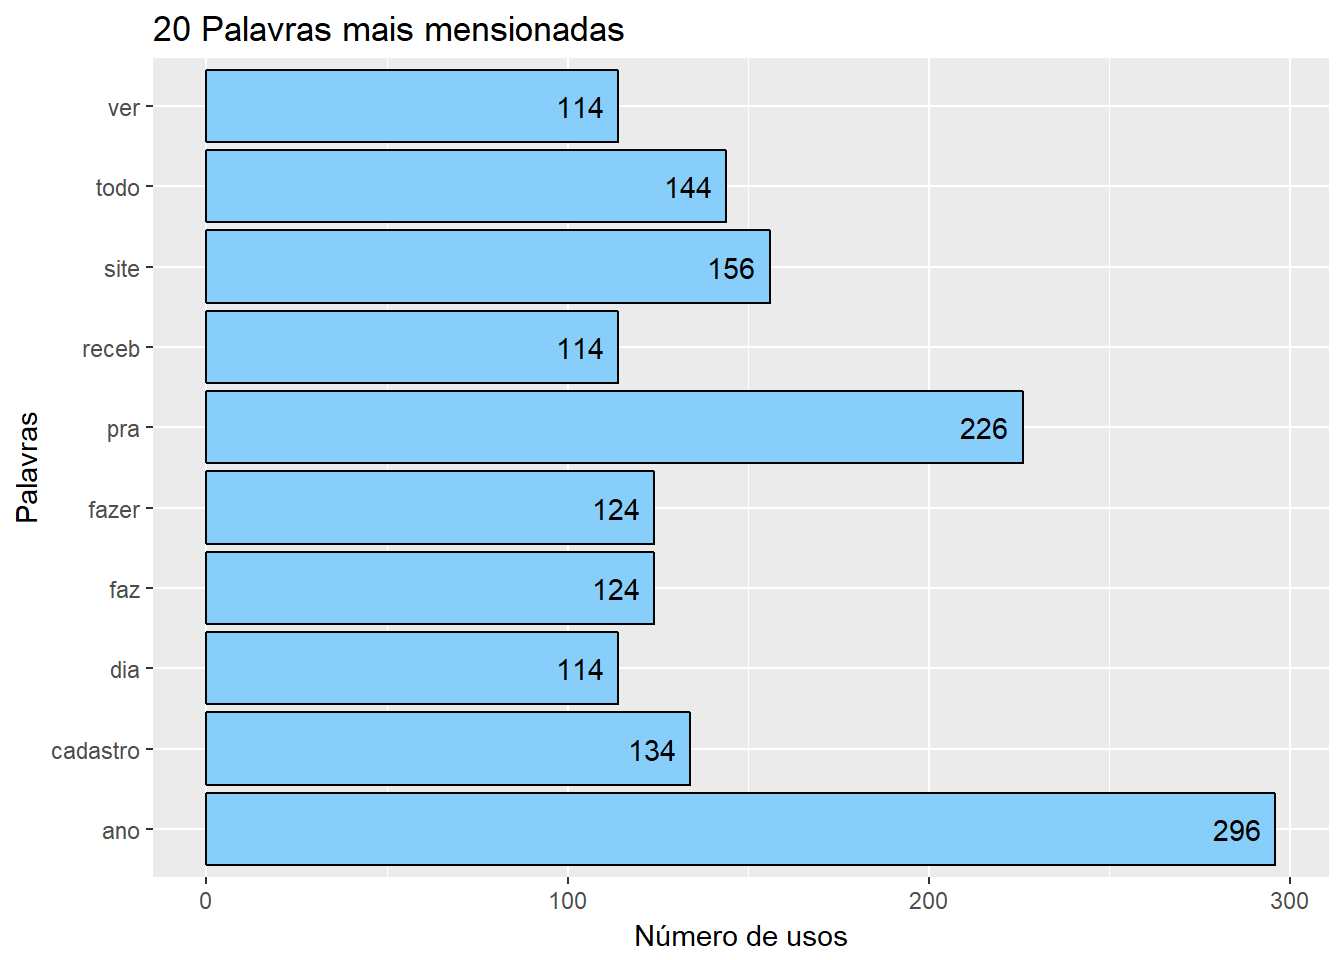 20 Palavras mais mensionadas
ver
114
todo
144
site
156
receb
114
pra
226
fazer
124
faz
124
dia
114
cadastro
134
ano
296
Palavras
0 100 200 300
Número de usos